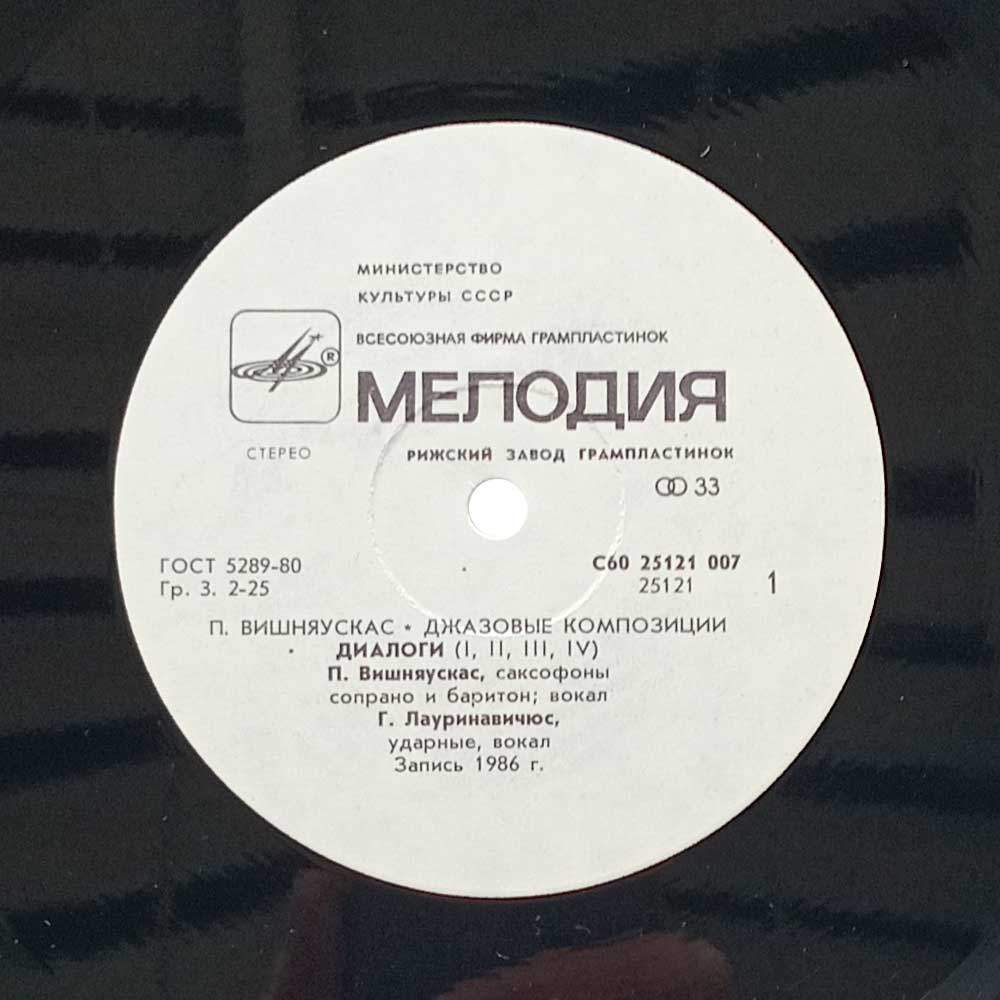 МИНИСТЕРСТВО
КУЛЬТУРЫ СССР
ВСЕСОЮЗНАЯ ФИРМА ГРАМПЛАСТИНОК
®
МЕЛОДИЯ
СТЕРЕО
РИЖСКИЙ ЗАВОД ГРАМПЛАСТИНОК
33
ГОСТ 5289-80
С60 25121 007
Гр. 3. 2-25
25121
1
П. ВИШНЯУСКАС • ДЖАЗОВЫЕ КОМПОЗИЦИИ
ДИАЛОГИ (I, II, III, IV)
П. Вишняускас, саксофоны
сопрано и баритон; вокал
Г. Лауринавичюс,
ударные, вокал
Запись 1986 г.